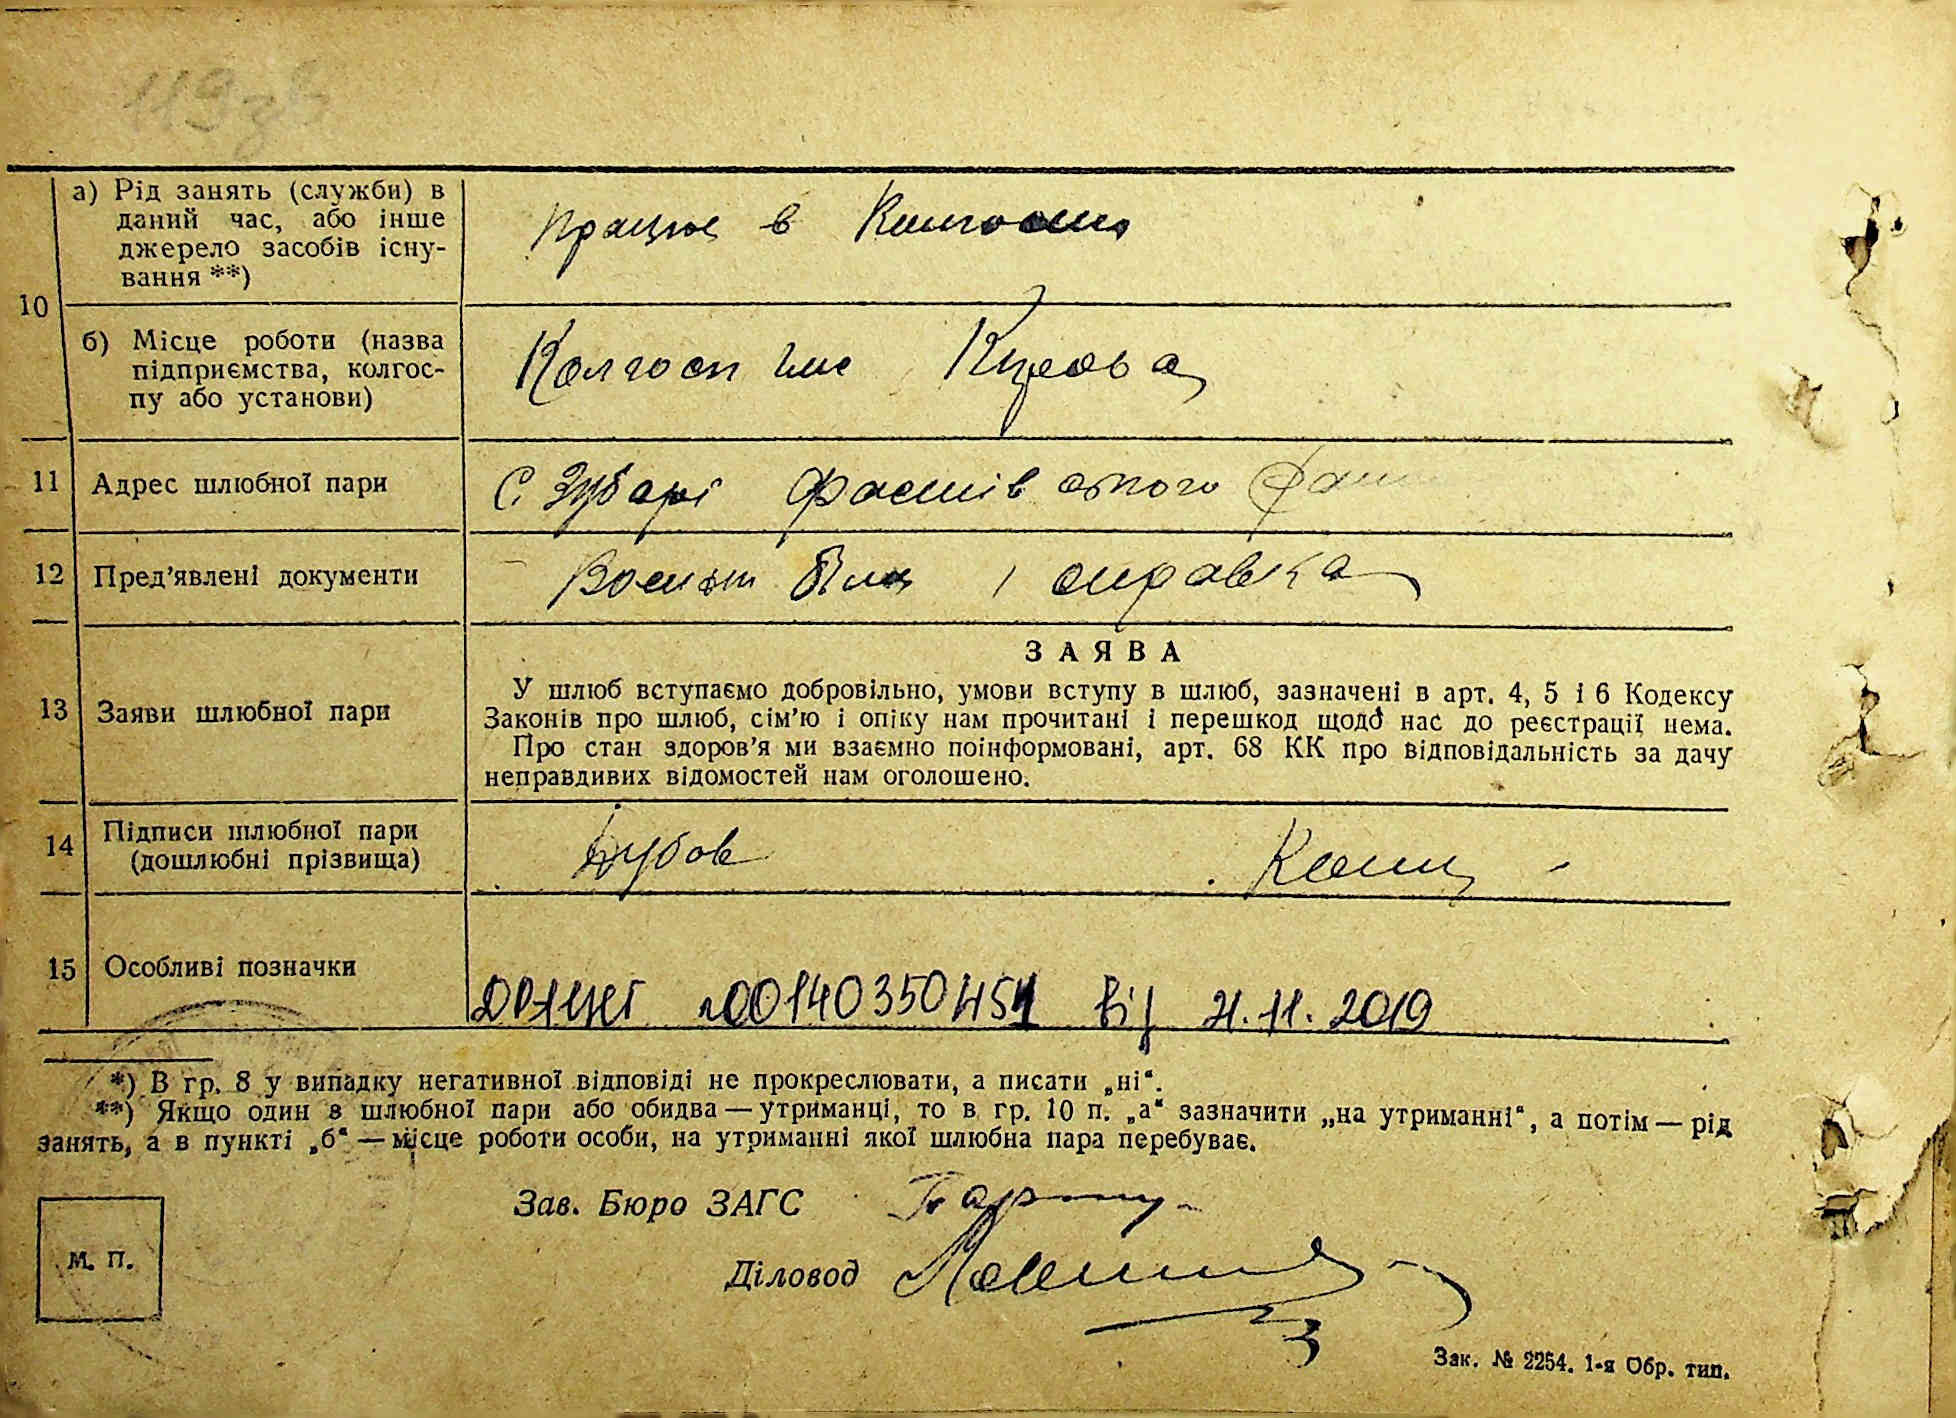 119зв
10
а) Рід занять (служби) в
даний час, або інше
джерело засобів існу-
вання **)
працює в Колгоспі
б) Місце роботи (назва
підприємства, колгос-
пу або установи)
Колгосп Кірова
11 Адрес шлюбної пари
с. Зубарі Фастівського
12 Пред'явлені документи
білет і справка
13 Заяви шлюбної пари
ЗАЯВА
У шлюб вступаємо добровільно, умови вступу в шлюб, зазначені в арт. 4, 5 і 6 Кодексу
Законів про шлюб, сім'ю і опіку нам прочитані і перешкод щодо нас до реєстрації нема.
Про стан здоров'я ми взаємно поінформовані, арт. 68 КК про відповідальність за дачу
неправдивих відомостей нам оголошено.
14 Підписи шлюбної пари
(дошлюбні прізвища)
15 Особливі позначки
ДРАЦСГ №00140350451 від 21.11.2019
*) В гр. 8 у випадку негативної відповіді не прокреслювати, а писати „ні“.
**) Якщо один з шлюбної пари або обидва — утриманці, то в гр. 10 п. „а“ зазначити „на утриманні“, а потім — рід
занять, а в пункті „б“ — місце роботи особи, на утриманні якої шлюбна пара перебуває.
Зав. Бюро ЗАГС
Діловод
М. П.
Зак. № 2254. 1-я Обр. тип.